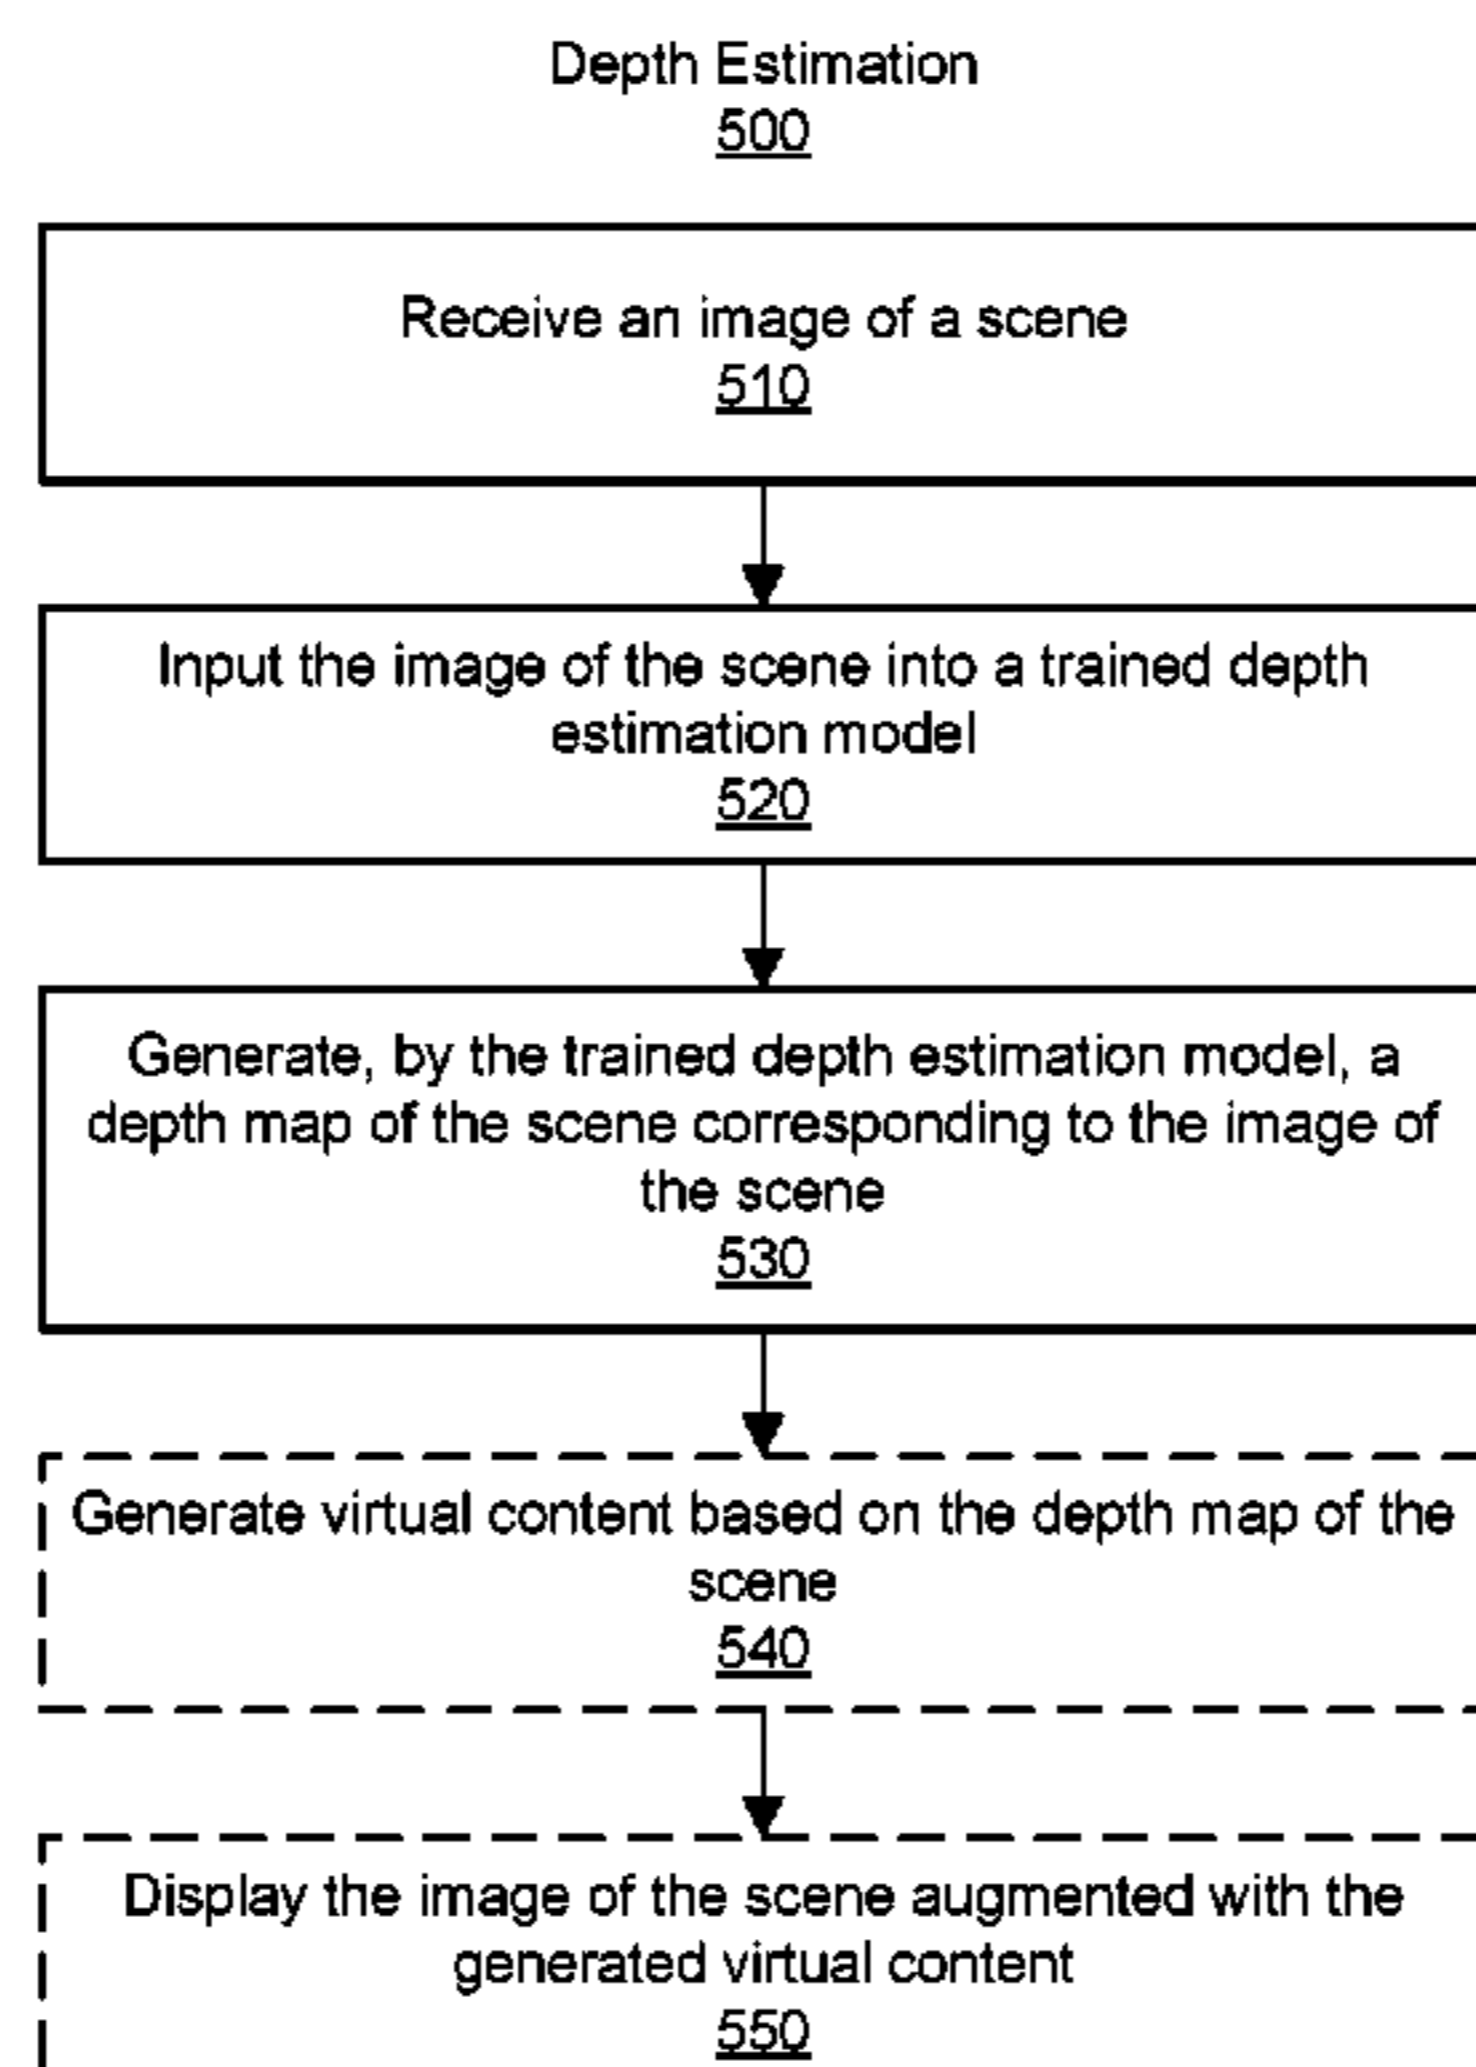 Depth Estimation
500
Receive an image of a scene
510
Input the image of the scene into a trained depth
estimation model
520
Generate, by the trained depth estimation model, a
depth map of the scene corresponding to the image of
the scene
530
Generate virtual content based on the depth map of the
scene
540
Display the image of the scene augmented with the
generated virtual content
550